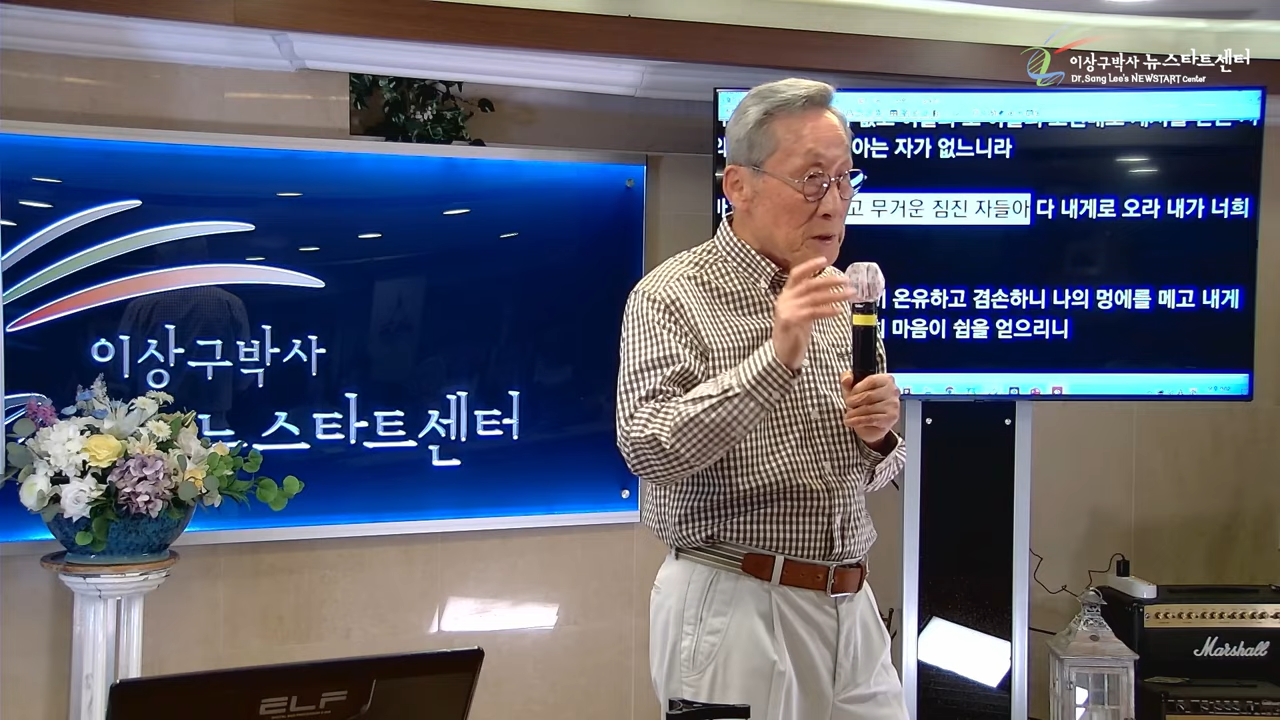 이상구박사 뉴스타트센터
Dr. Sang Lee's NEWSTART Center
아는 자가 없느니라
고 무거운 짐진 자들아 다 내게로 오라 내가 너희
온유하고 겸손하니 나의 멍에를 메고 내게
마음이 쉼을 얻으리니
이상구박사
뉴스타트센터
ELF
Marshall